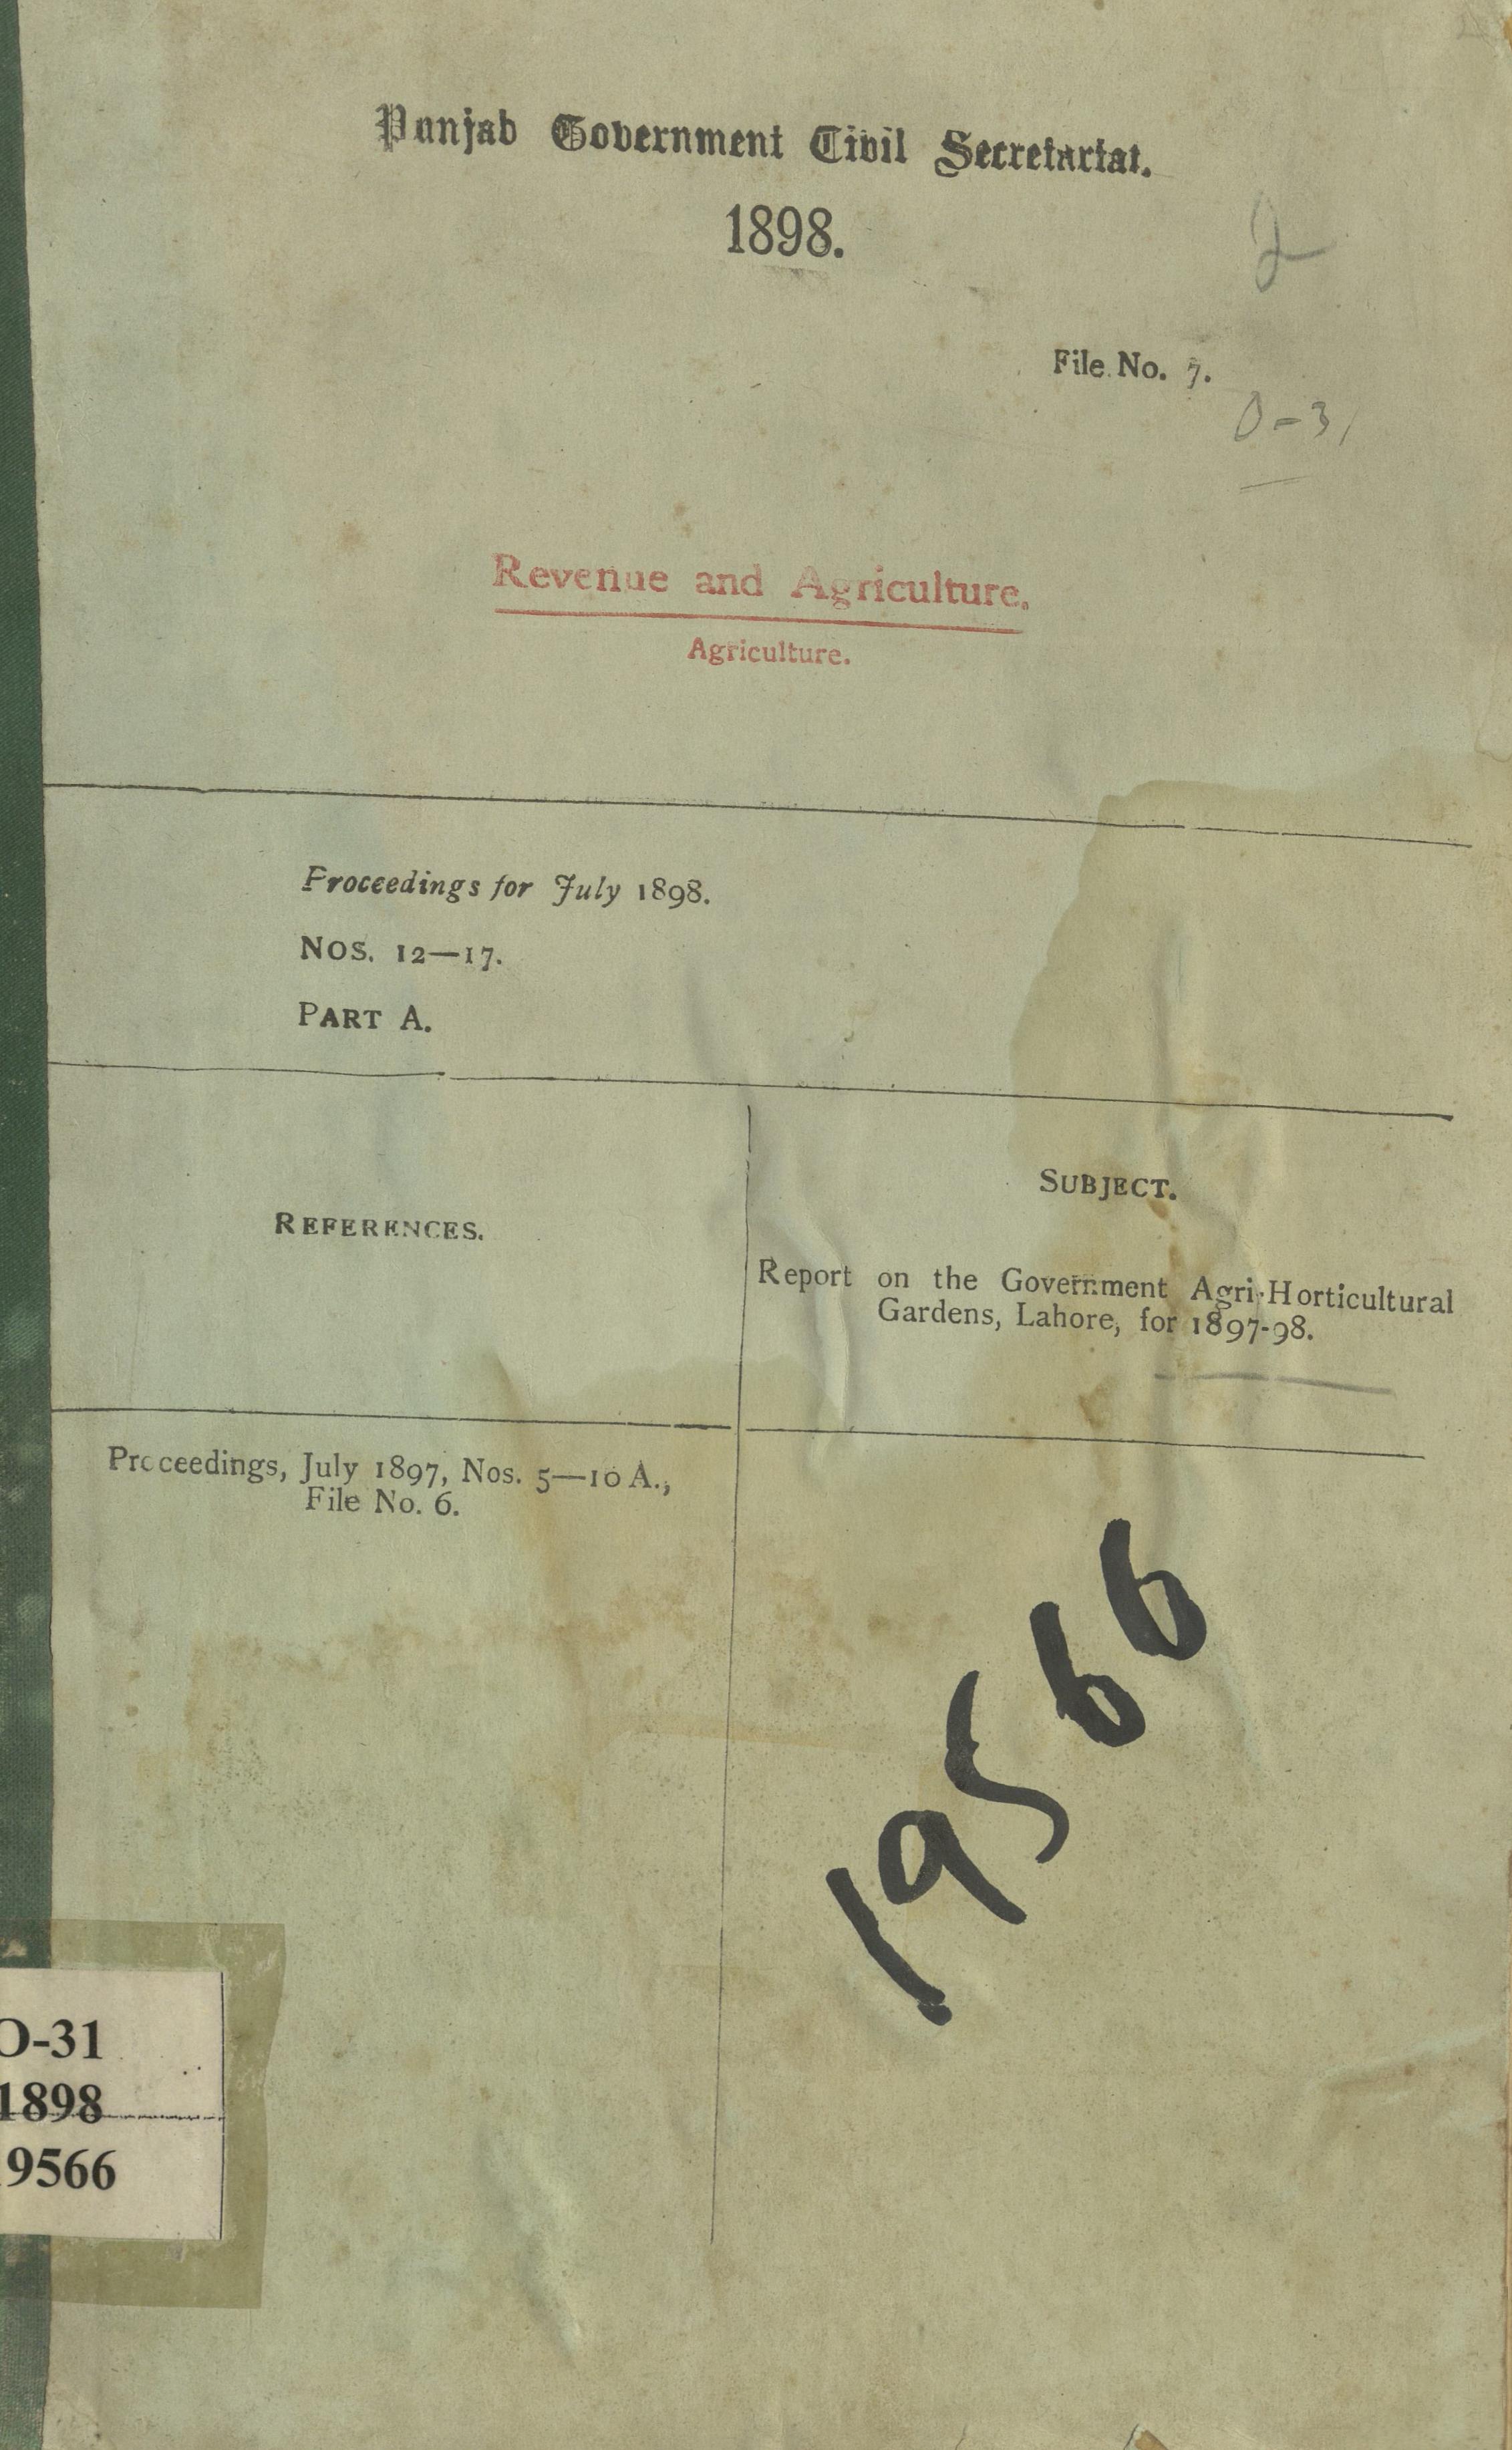 Punjab Government Civil Secretariat.
1898.
2
File No. 7.
O-31
Revenue and Agriculture.
Agriculture.
Proceedings for July 1898.
NOS. 12—17.
PART A.
REFERENCES.
SUBJECT.
Report on the Government Agri-Horticultural
Gardens, Lahore, for 1897-98.
Proceedings, July 1897, Nos. 5—10 A.,
File No. 6.
19566
O-31
1898
9566